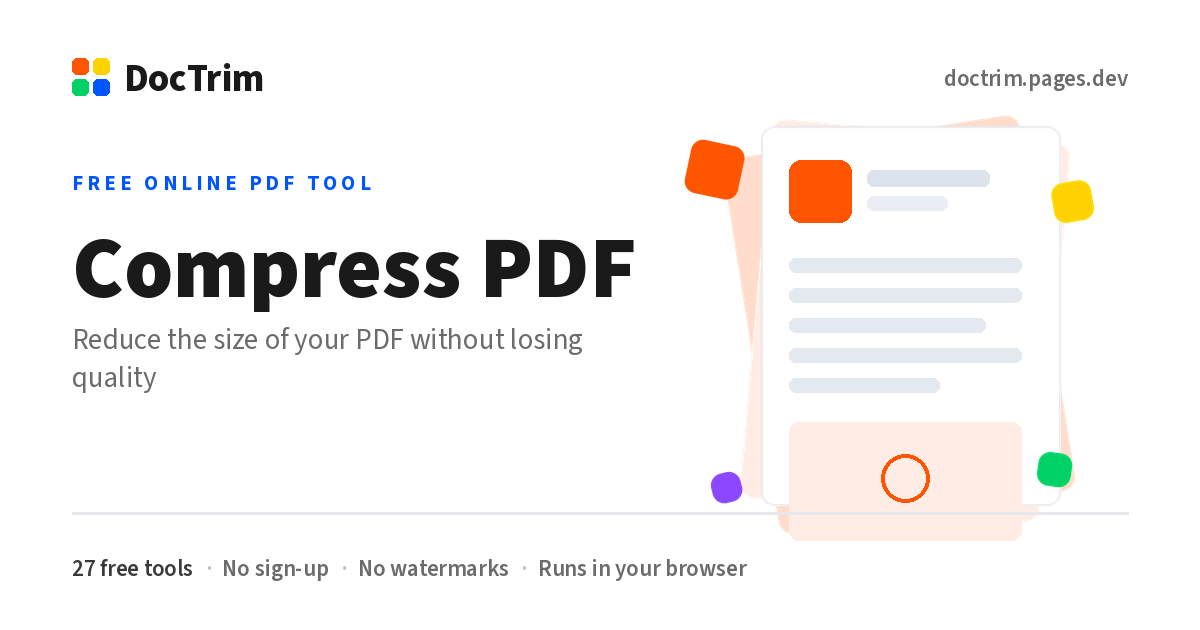 DocTrim
doctrim.pages.dev
FREE ONLINE PDF TOOL
Compress PDF
Reduce the size of your PDF without losing
quality
27 free tools · No sign-up · No watermarks · Runs in your browser